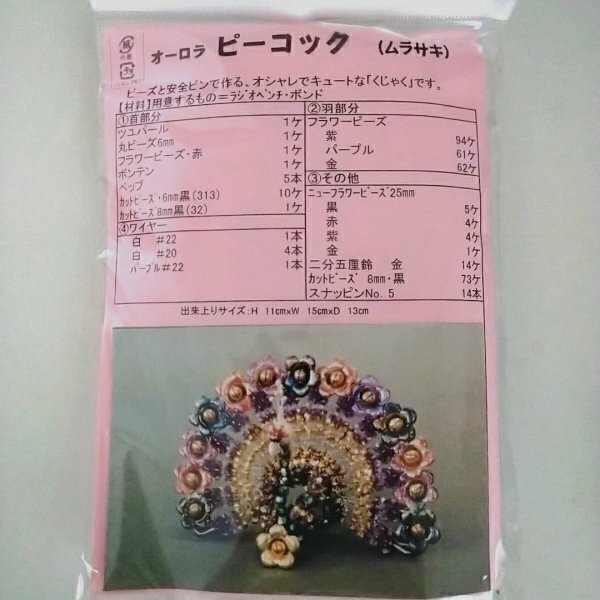 オーロラ ピーコック (ムラサキ)
ビーズと安全ピンで作る、オシャレでキュートな「くじゃく」です。
【材料】用意するもの＝ラジオペンチ・ボンド
①首部分
ツユパール 1ケ
丸ビーズ6mm 1ケ
フラワービーズ・赤 1ケ
ボンテン 1ケ
ペップ 5本
カットビーズ・6mm黒(313) 10ケ
カットビーズ8mm黒(32) 1ケ
④ワイヤー
白 #22 1本
白 #20 4本
パープル#22 1本
②羽部分
フラワービーズ
紫 94ケ
パープル 61ケ
金 62ケ
③その他
ニューフラワービーズ25mm
黒 5ケ
赤 4ケ
紫 4ケ
金 1ケ
二分五厘鈴 金 14ケ
カットビーズ 8mm・黒 73ケ
スナッピンNo.5 14本
出来上りサイズ:H 11cm×W 15cm×D 13cm